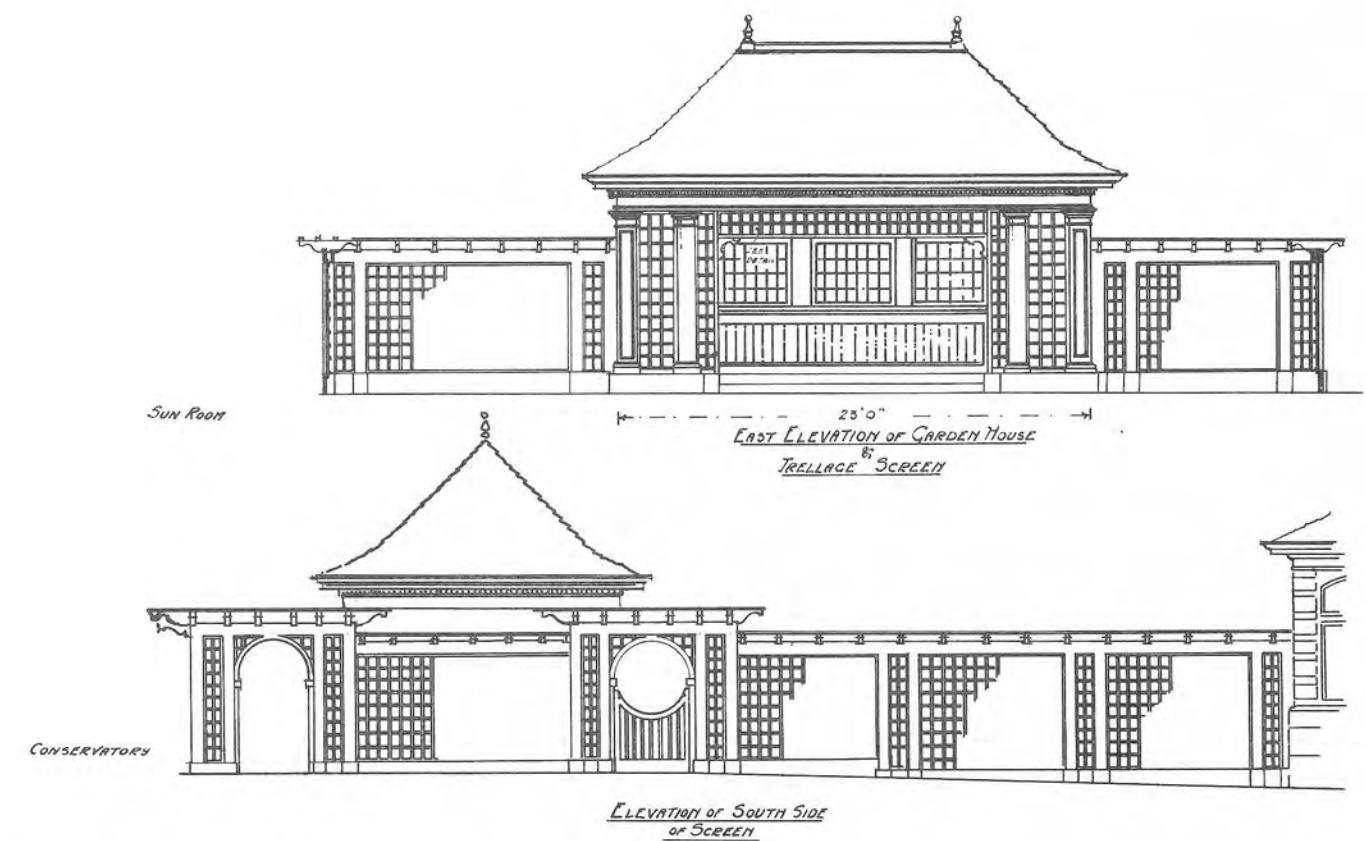 SEE
DETAIL
SUN ROOM
23'0"
EAST ELEVATION OF GARDEN HOUSE
&
TRELLAGE SCREEN
CONSERVATORY
ELEVATION OF SOUTH SIDE
OF SCREEN